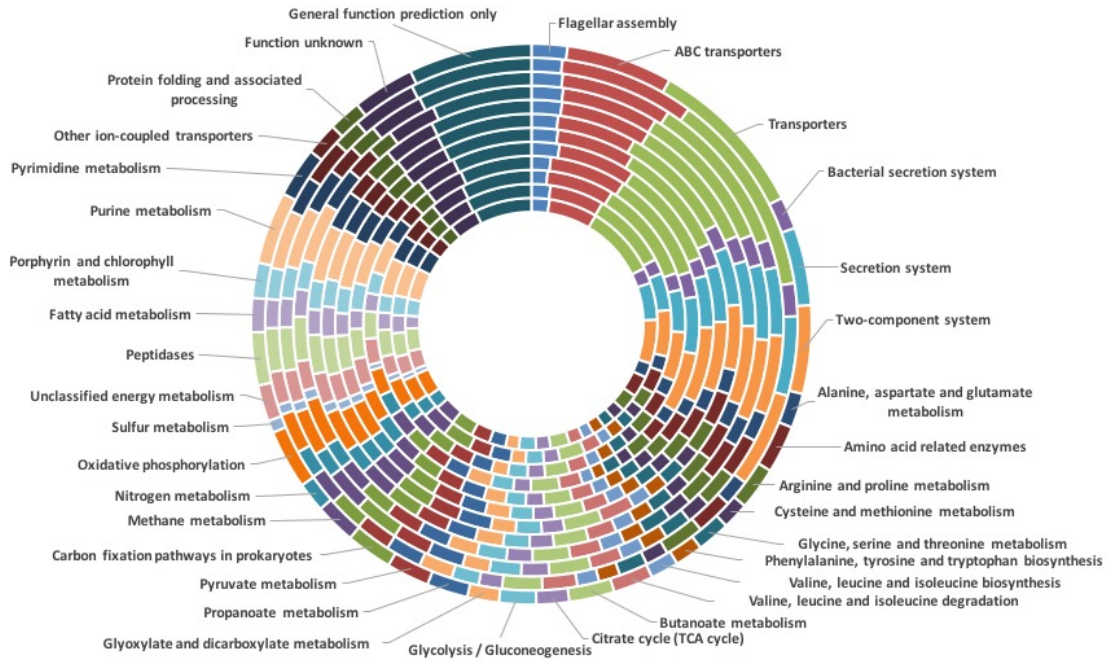 General function prediction only
Flagellar assembly
Function unknown
ABC transporters
Protein folding and associated
processing
Transporters
Other ion-coupled transporters
Pyrimidine metabolism
Bacterial secretion system
Purine metabolism
Porphyrin and chlorophyll
metabolism
Secretion system
Fatty acid metabolism
Two-component system
Peptidases
Unclassified energy metabolism
Alanine, aspartate and glutamate
metabolism
Sulfur metabolism
Amino acid related enzymes
Oxidative phosphorylation
Arginine and proline metabolism
Nitrogen metabolism
Cysteine and methionine metabolism
Methane metabolism
Glycine, serine and threonine metabolism
Carbon fixation pathways in prokaryotes
Phenylalanine, tyrosine and tryptophan biosynthesis
Pyruvate metabolism
Valine, leucine and isoleucine biosynthesis
Propanoate metabolism
Valine, leucine and isoleucine degradation
Butanoate metabolism
Glyoxylate and dicarboxylate metabolism
Citrate cycle (TCA cycle)
Glycolysis / Gluconeogenesis